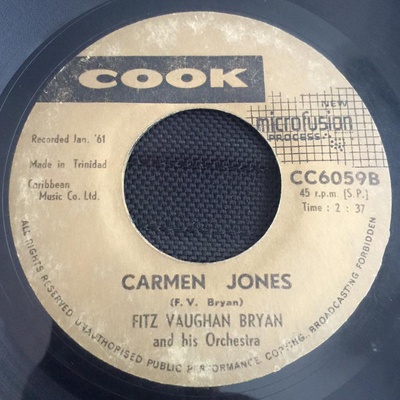 COOK
Recorded Jan. '61
Made in Trinidad
Caribbean
Music Co. Ltd.
NEW
microfusion
PROCESS
CC6059B
45 r.p.m. [S.P.]
Time : 2 : 37
CARMEN JONES
(F. V. Bryan)
FITZ VAUGHAN BRYAN
and his Orchestra
ALL RIGHTS RESERVED UNAUTHORISED PUBLIC PERFORMANCE COPYING, BROADCASTING FORBIDDEN